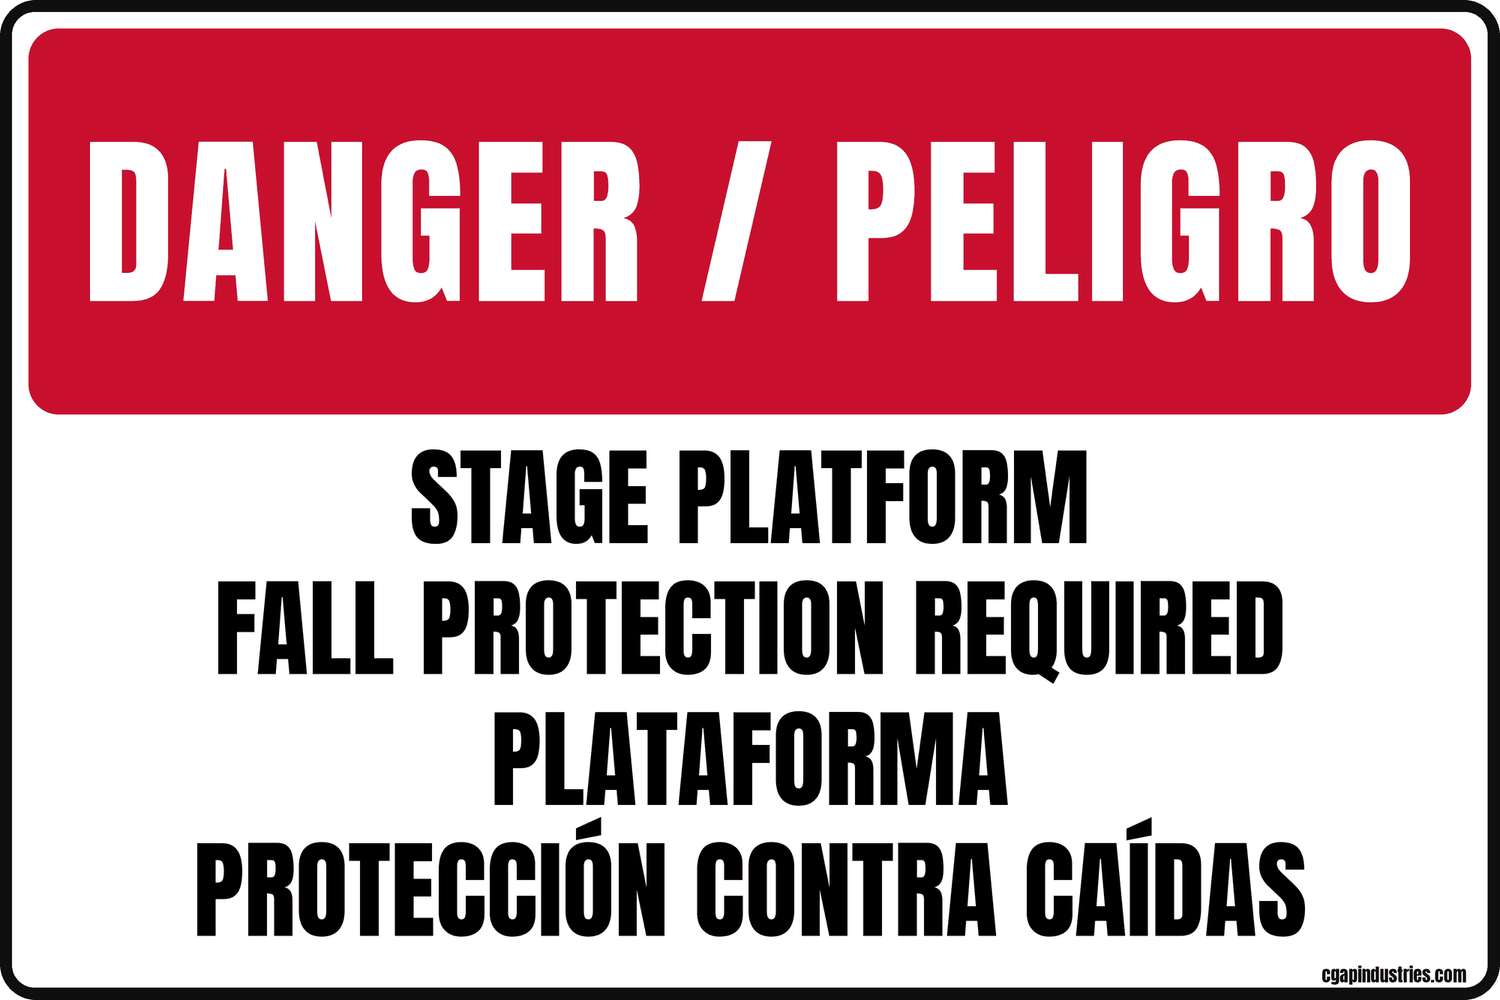 DANGER / PELIGRO
STAGE PLATFORM
FALL PROTECTION REQUIRED
PLATAFORMA
PROTECCIÓN CONTRA CAÍDAS
cgapindustries.com